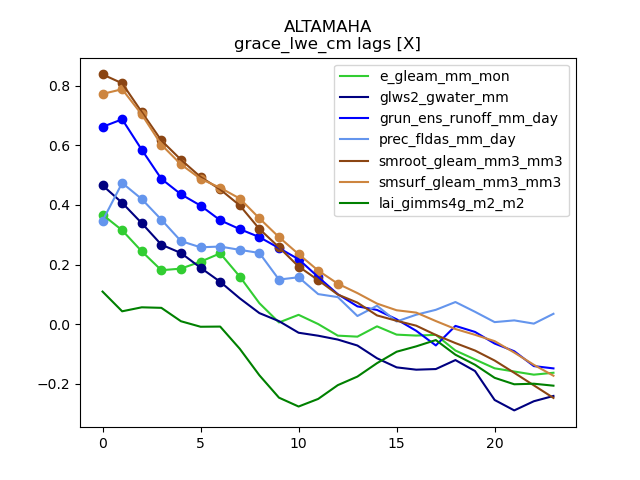 ALTAMAHA
grace_lwe_cm lags [X]
e_gleam_mm_mon
glws2_gwater_mm
grun_ens_runoff_mm_day
prec_fldas_mm_day
smroot_gleam_mm3_mm3
smsurf_gleam_mm3_mm3
lai_gimms4g_m2_m2
0.8
0.6
0.4
0.2
0.0
−0.2
0 5 10 15 20